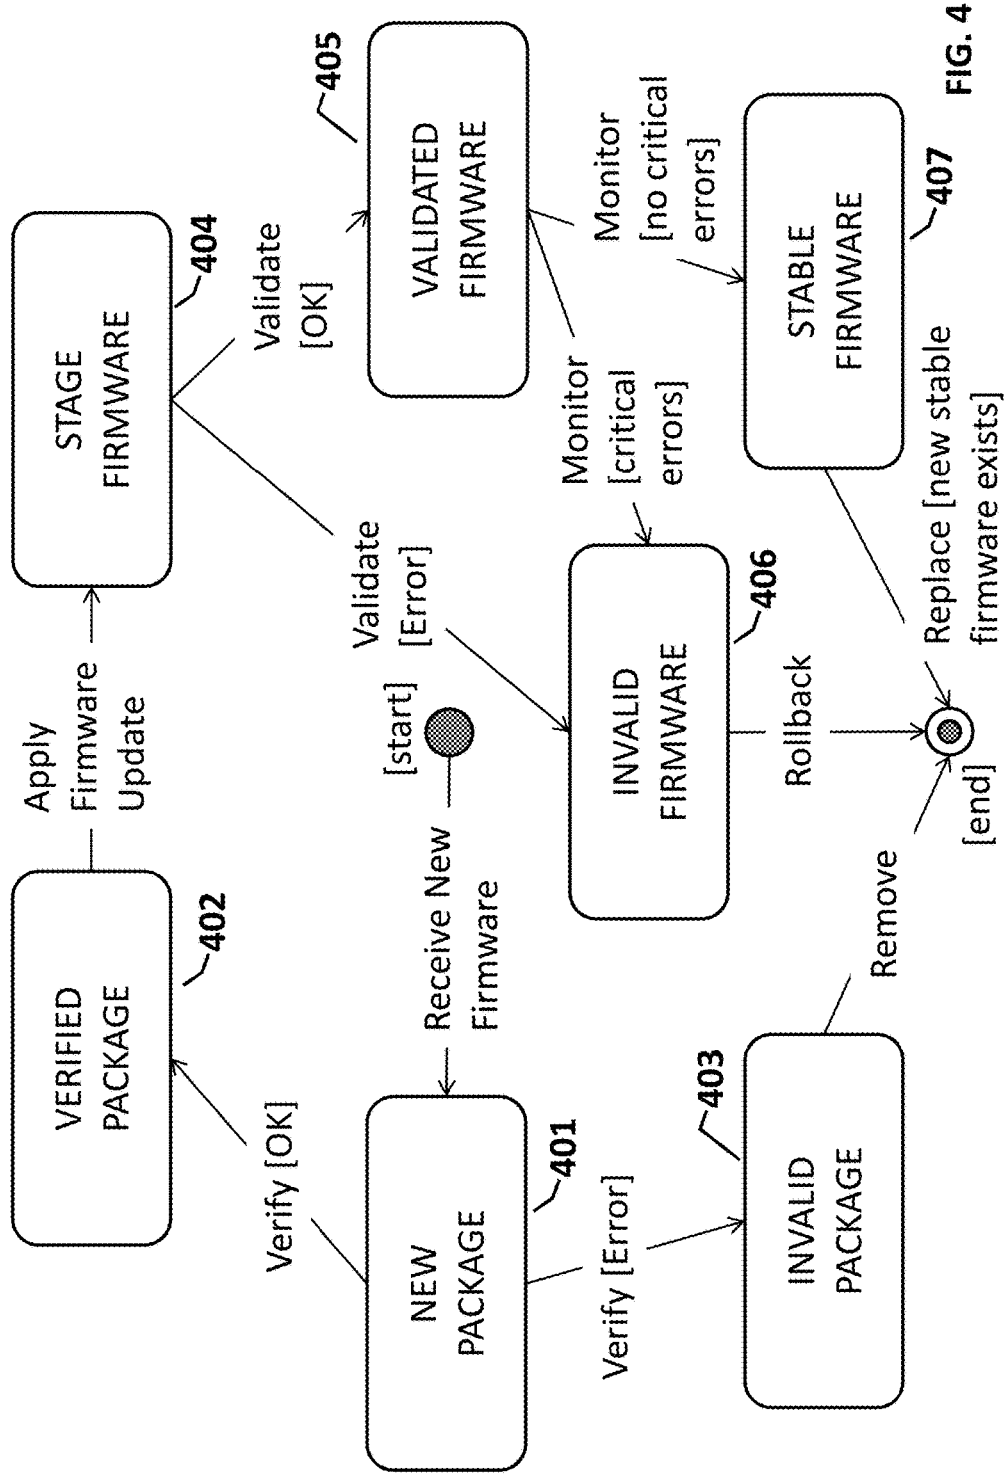 VERIFIED
PACKAGE
402
Apply
Firmware
Update
STAGE
FIRMWARE
404
Verify [OK]
[start]
Validate
[Error]
Validate
[OK]
NEW
PACKAGE
401
Receive New
Firmware
VALIDATED
FIRMWARE
405
Verify [Error]
INVALID
FIRMWARE
406
Monitor
[critical
errors]
Monitor
[no critical
errors]
INVALID
PACKAGE
403
Remove
Rollback
STABLE
FIRMWARE
407
[end]
Replace [new stable
firmware exists]
FIG. 4